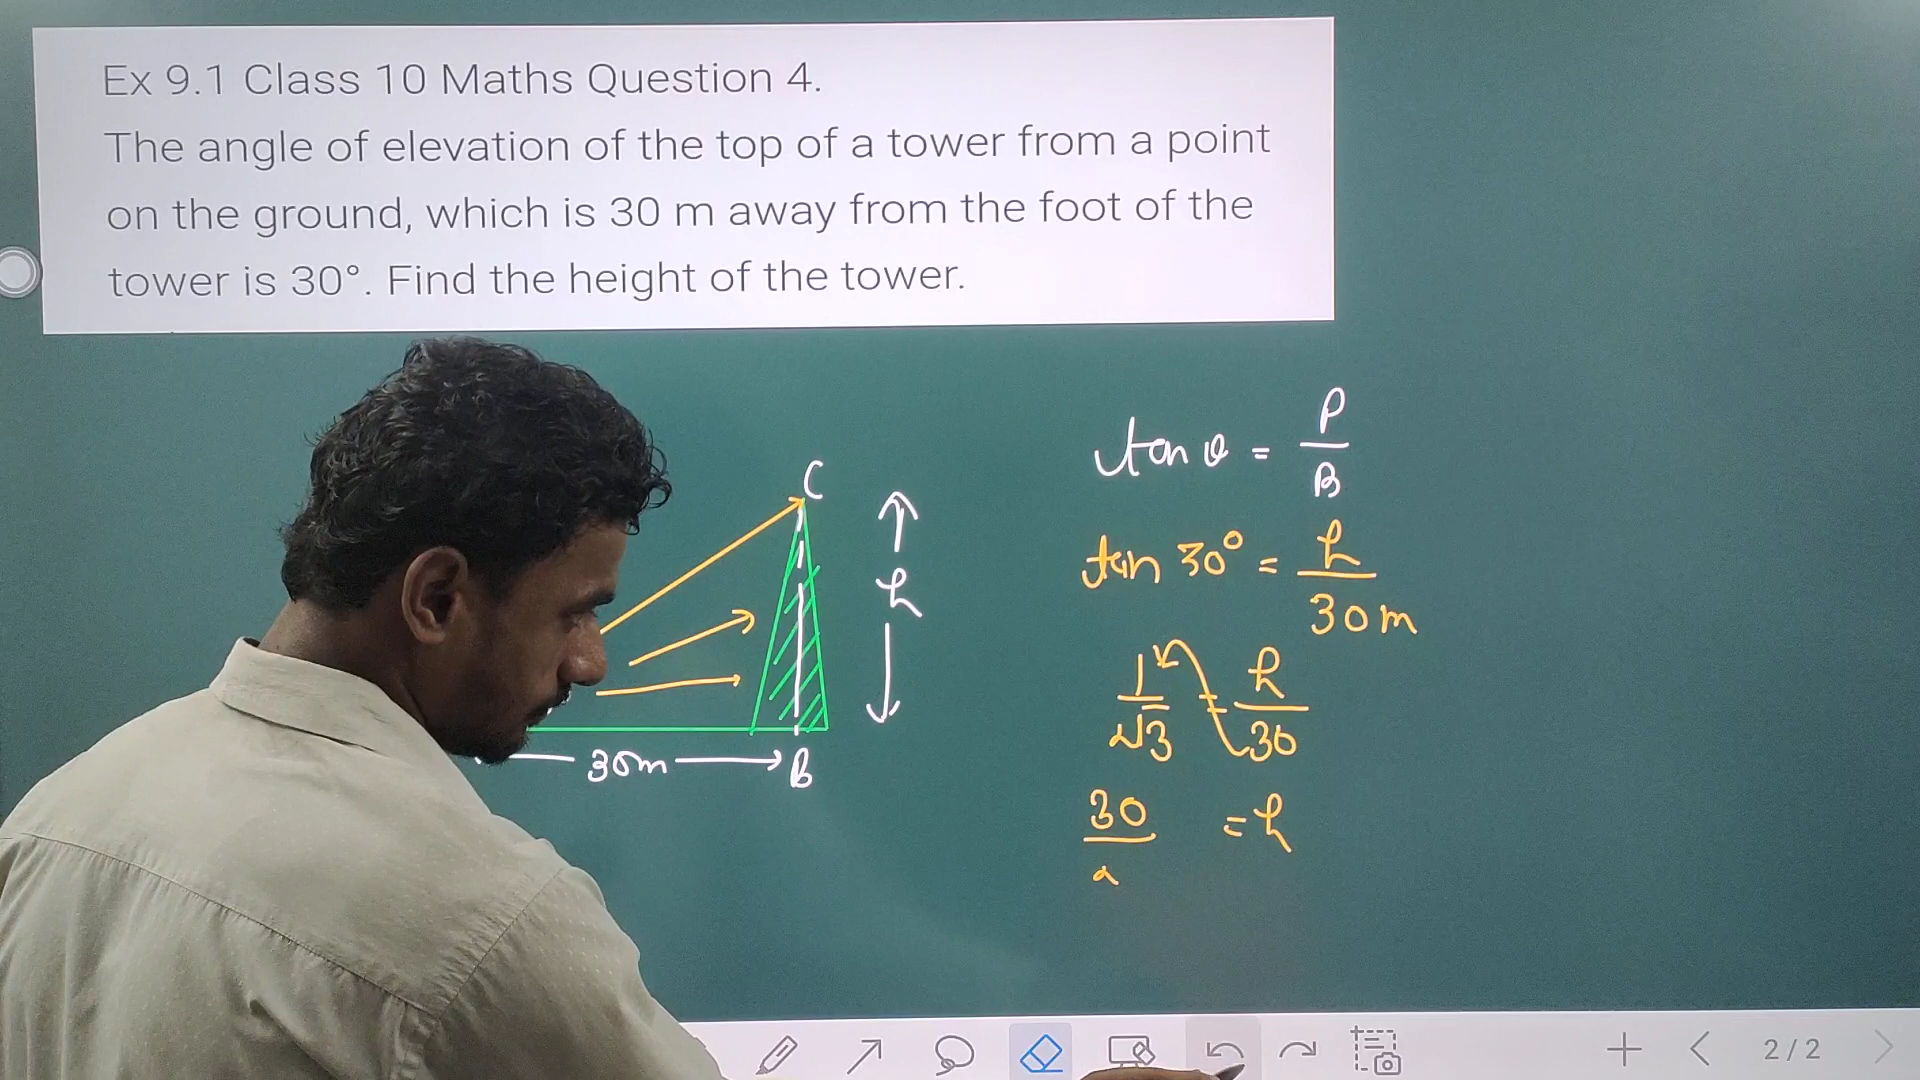 Ex 9.1 Class 10 Maths Question 4.
The angle of elevation of the top of a tower from a point
on the ground, which is 30 m away from the foot of the
tower is 30°. Find the height of the tower.
C
h
30m
B
tan θ = P/B
tan 30° = h/30m
1/√3 = h/30
30/ = h
2/2